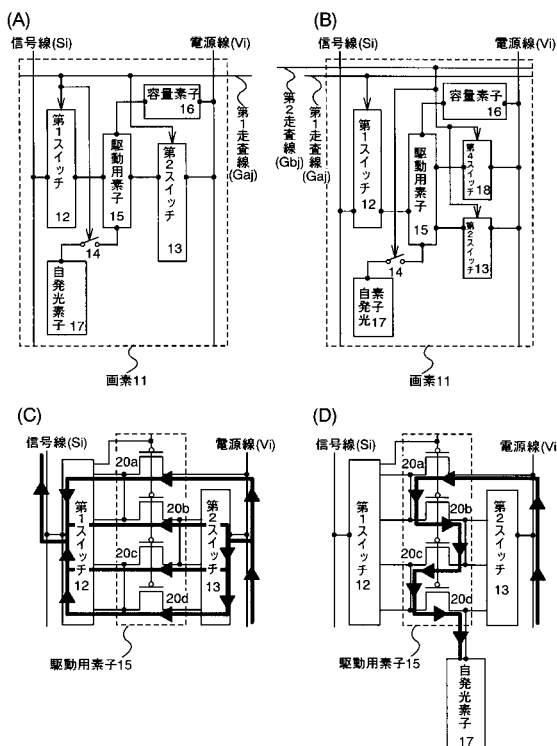 (A)
信号線(Si)
電源線(Vi)
容量素子
16
第1スイッチ
12
駆動用素子
15
第2スイッチ
13
14
自発光素子
17
第1走査線(Gaj)
画素11
(B)
信号線(Si)
電源線(Vi)
第2走査線(Gbj)
第1走査線(Gaj)
容量素子
16
第1スイッチ
12
駆動用素子
15
第4スイッチ
18
第2スイッチ
13
14
自発光素子17
画素11
(C)
信号線(Si)
電源線(Vi)
第1スイッチ
12
20a
20b
20c
20d
第2スイッチ
13
駆動用素子15
(D)
信号線(Si)
電源線(Vi)
第1スイッチ
12
20a
20b
20c
20d
第2スイッチ
13
駆動用素子15
自発光素子
17